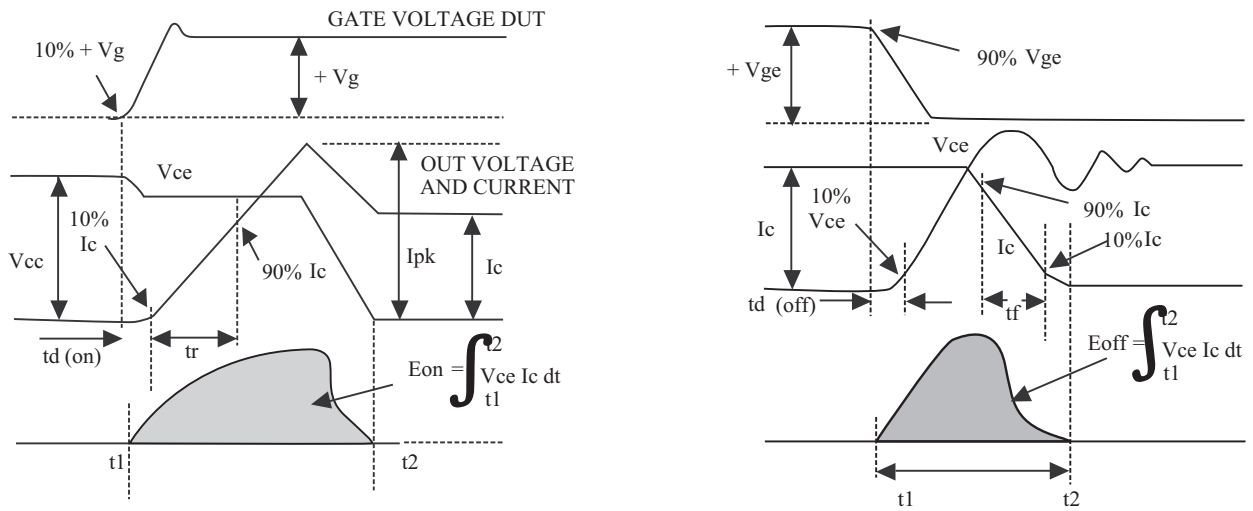 GATE VOLTAGE DUT
10% + Vg
+ Vg
Vce
OUT VOLTAGE
AND CURRENT
10%
Ic
Vcc
90% Ic
Ipk
Ic
td (on)
tr
Eon = ∫ t2
Vce Ic dt
t1
t1
t2
90% Vge
+ Vge
Vce
10%
Vce
Ic
90% Ic
Ic
10% Ic
td (off)
tf
Eoff = ∫ t2
Vce Ic dt
t1
t1
t2